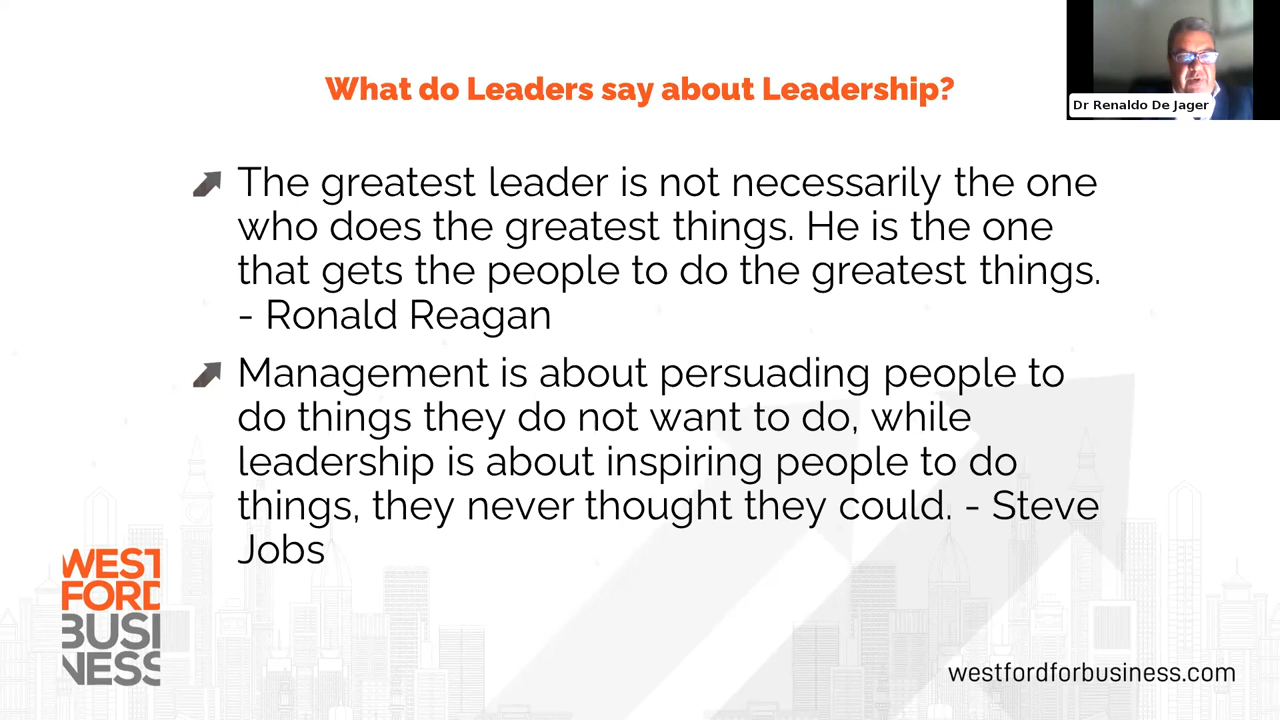 What do Leaders say about Leadership?
Dr Renaldo De Jager
The greatest leader is not necessarily the one
who does the greatest things. He is the one
that gets the people to do the greatest things.
- Ronald Reagan
Management is about persuading people to
do things they do not want to do, while
leadership is about inspiring people to do
things, they never thought they could. - Steve
Jobs
WEST
FORD
BUSI
NESS
westfordforbusiness.com